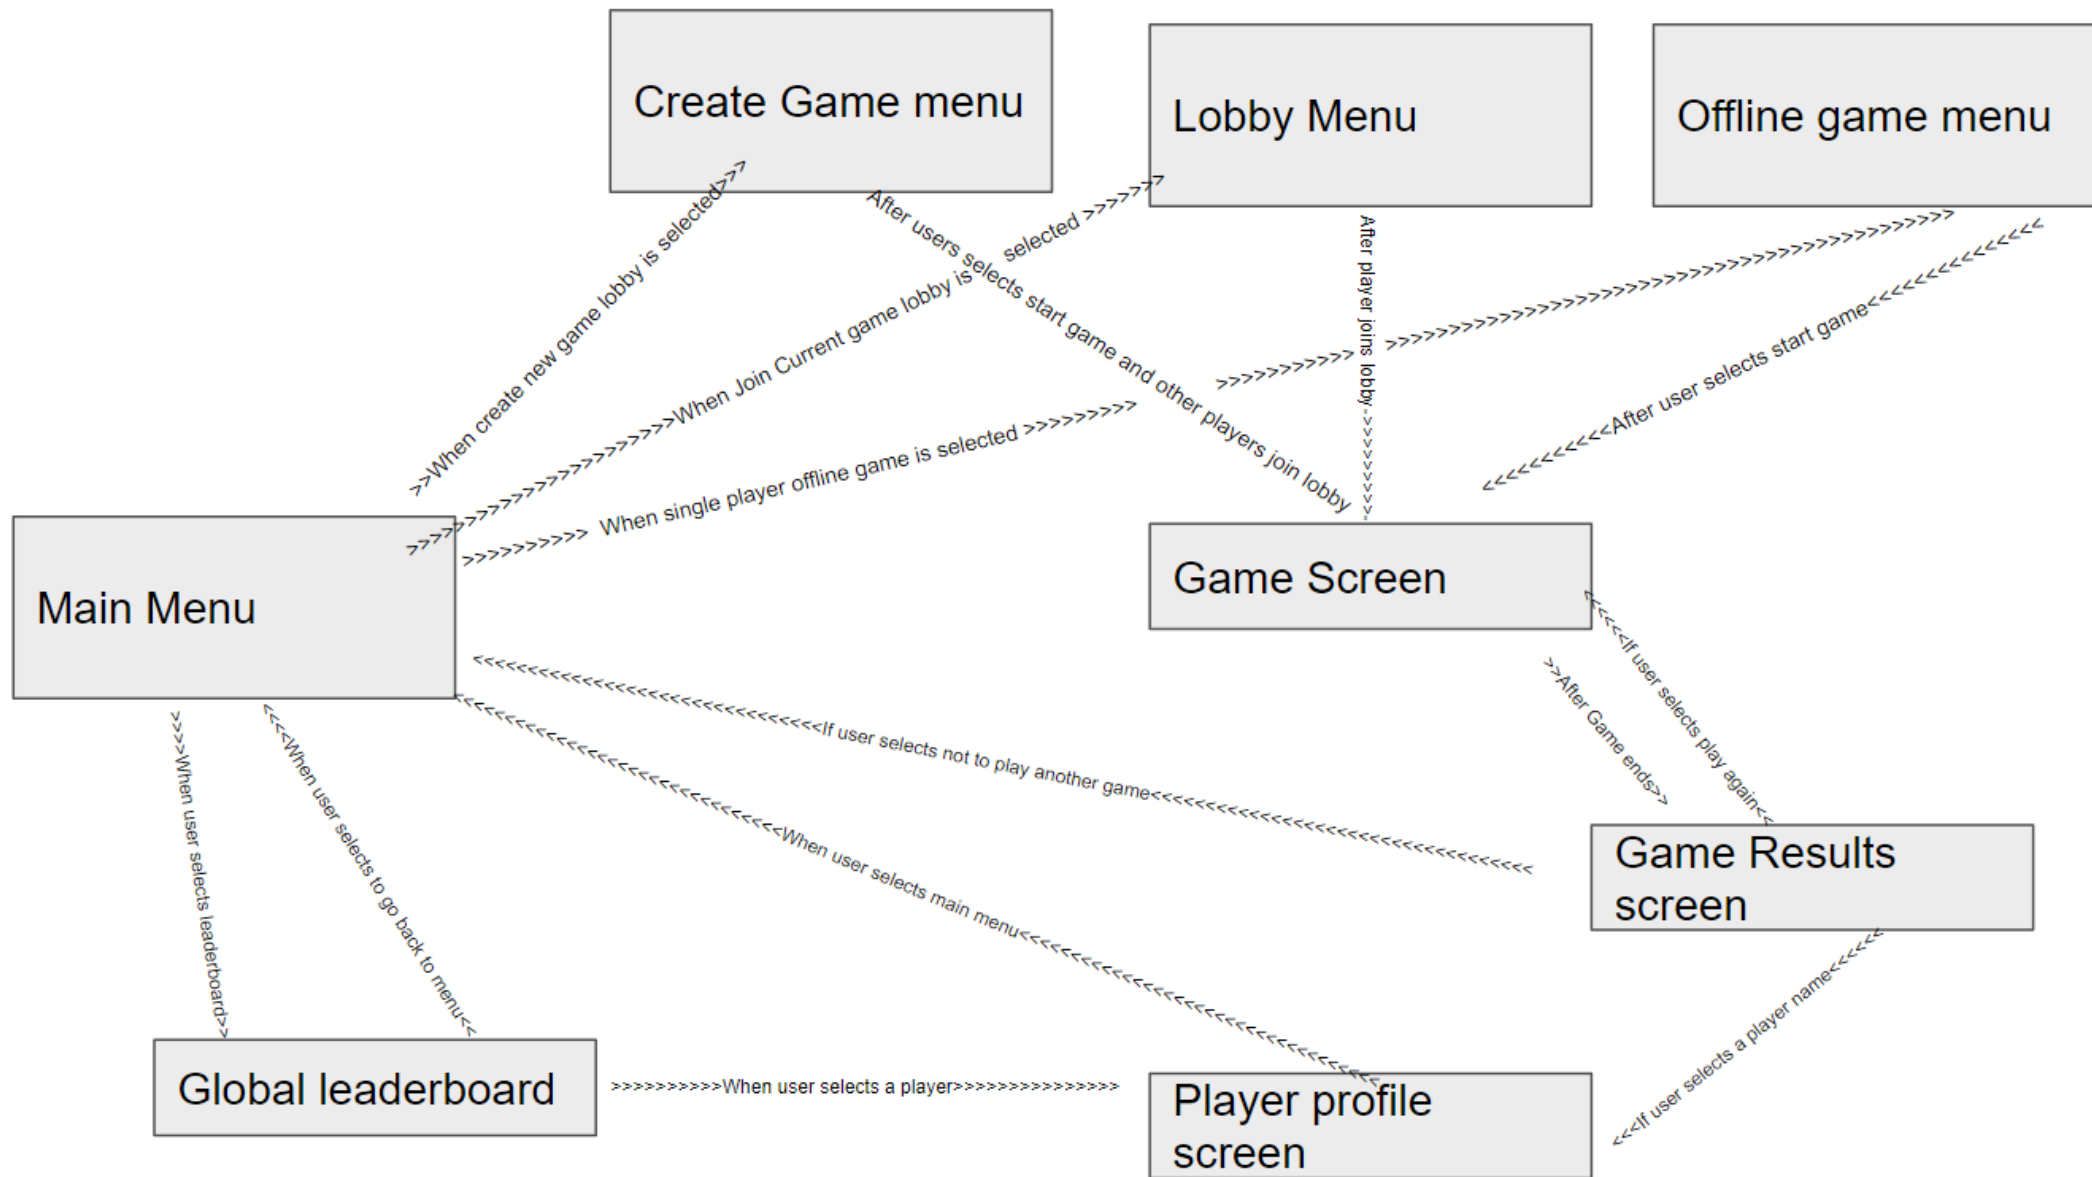 Create Game menu
Lobby Menu
Offline game menu
>>When create new game lobby is selected>>>
>>>>>>>>>>>>>>>>>>>>>>When Join Current game lobby is selected >>>>>>>
>>>>>>>>>> When single player offline game is selected >>>>>>>>> >>>>>>>>>>> >>>>>>>>>>>>>>>>>>>>>>>>>>>>>>>>>>>>>>>>>>>>
After users selects start game and other players join lobby
After player joins lobby->>>>>>>>>-
<<<<<<<<<After user selects start game<<<<<<<<<<<<<<<
Main Menu
Game Screen
<<<<<<If user selects play again<<
>>After Game ends>>
<<<<<<<<<<<<<<<<<<<<<<<<<<<<<<<If user selects not to play another game<<<<<<<<<<<<<<<<<<<<<<<<<<<<<<<<<<
<<<<<<<<<<<<<<<<<<<<<<<<<<<<<<<When user selects main menu<<<<<<<<<<<<<<<<<<<<<<<<<<<<<<<<<<
>>>>When user selects leaderboard>>
<<<<When user selects to go back to menu<<
Game Results
screen
<<<If user selects a player name<<<<<<
Global leaderboard
>>>>>>>>>>When user selects a player>>>>>>>>>>>>>>>
Player profile
screen